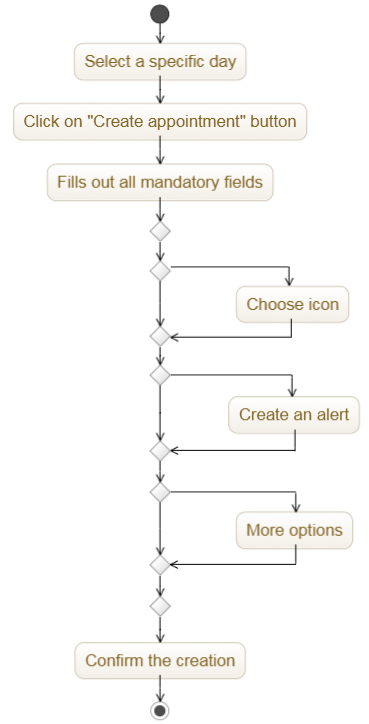 Select a specific day
Click on "Create appointment" button
Fills out all mandatory fields
Choose icon
Create an alert
More options
Confirm the creation